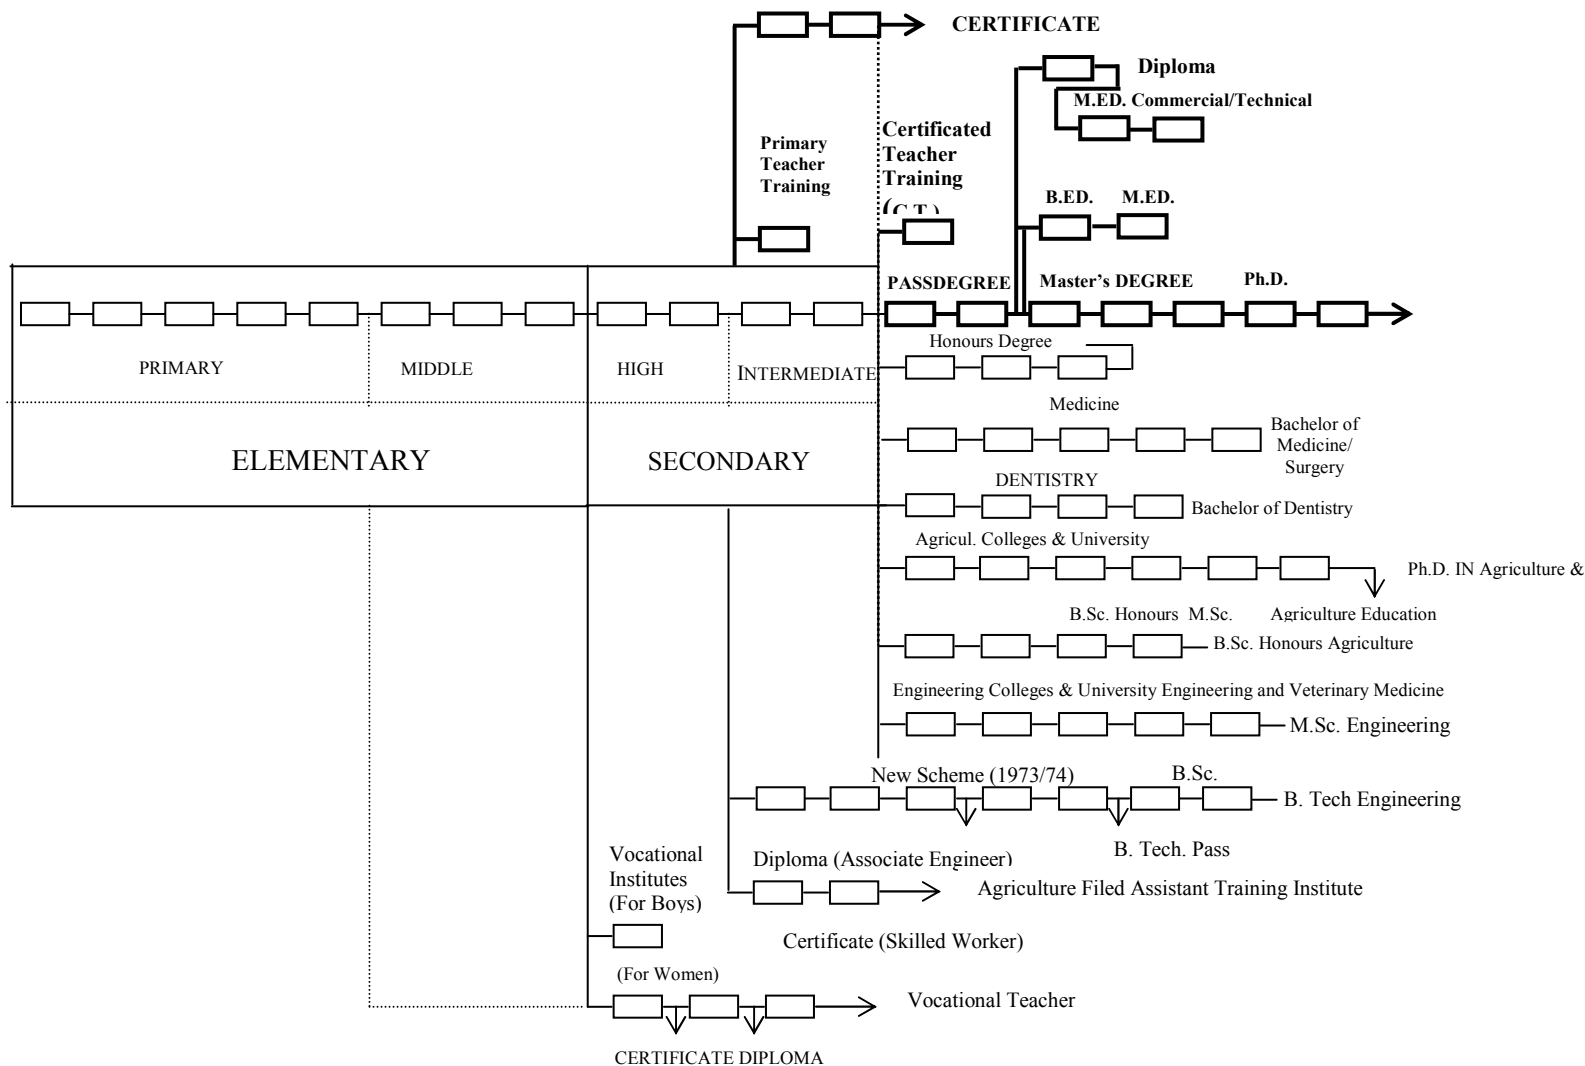 CERTIFICATE
Diploma
M.ED. Commercial/Technical
Primary
Teacher
Training
Certificated
Teacher
Training
(C.T.)
B.ED. M.ED.
PASSDEGREE Master's DEGREE Ph.D.
Honours Degree
PRIMARY MIDDLE HIGH INTERMEDIATE
Medicine
Bachelor of
Medicine/
Surgery
ELEMENTARY SECONDARY
DENTISTRY
Bachelor of Dentistry
Agricul. Colleges & University
Ph.D. IN Agriculture &
B.Sc. Honours M.Sc. Agriculture Education
B.Sc. Honours Agriculture
Engineering Colleges & University Engineering and Veterinary Medicine
M.Sc. Engineering
New Scheme (1973/74) B.Sc.
B. Tech Engineering
B. Tech. Pass
Diploma (Associate Engineer)
Vocational
Institutes
(For Boys)
Agriculture Filed Assistant Training Institute
Certificate (Skilled Worker)
(For Women)
Vocational Teacher
CERTIFICATE DIPLOMA